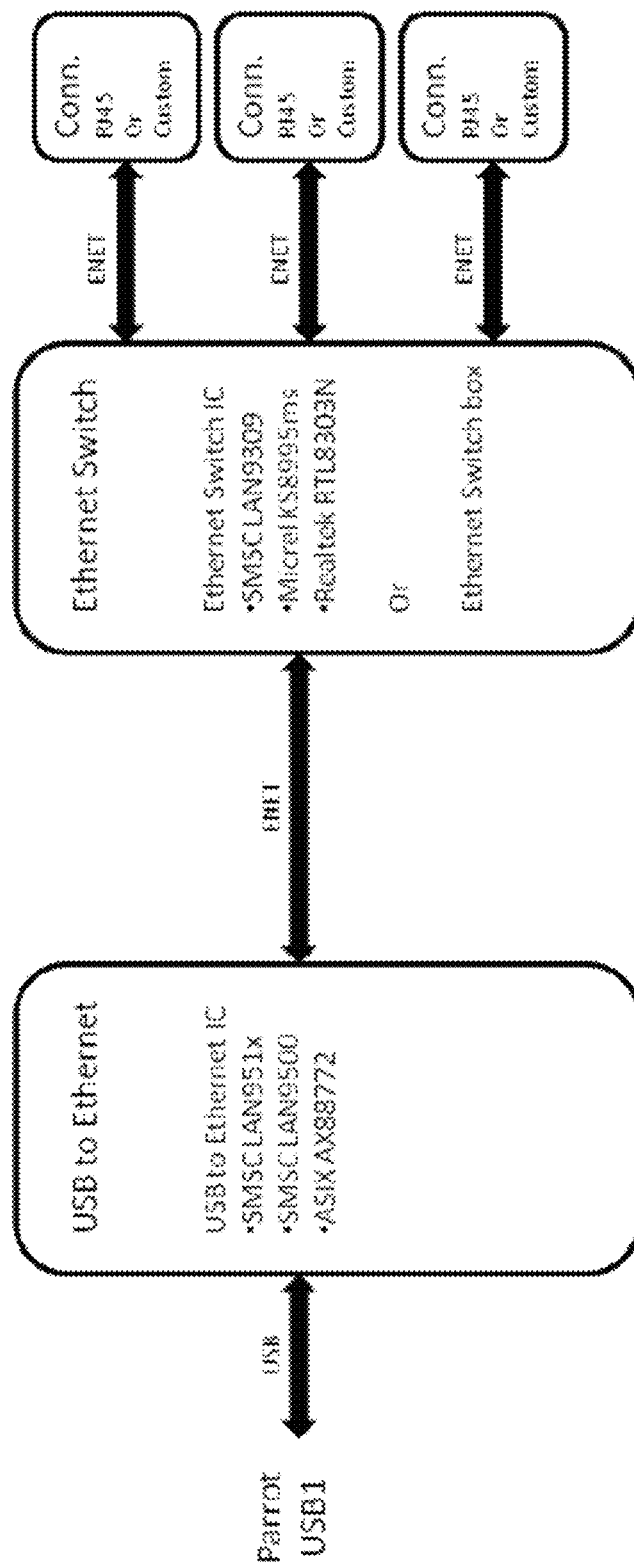 Parrot
USB1
USB
USB to Ethernet
USB to Ethernet IC
•SMSC LAN951x
•SMSC LAN9500
•ASIX AX88772
ENET
Ethernet Switch
Ethernet Switch IC
•SMSC LAN9309
•Micrel KS8995ms
•Realtek RTL8303N
Or
Ethernet Switch box
ENET
Conn.
RJ45
Or
Custom
ENET
Conn.
RJ45
Or
Custom
ENET
Conn.
RJ45
Or
Custom